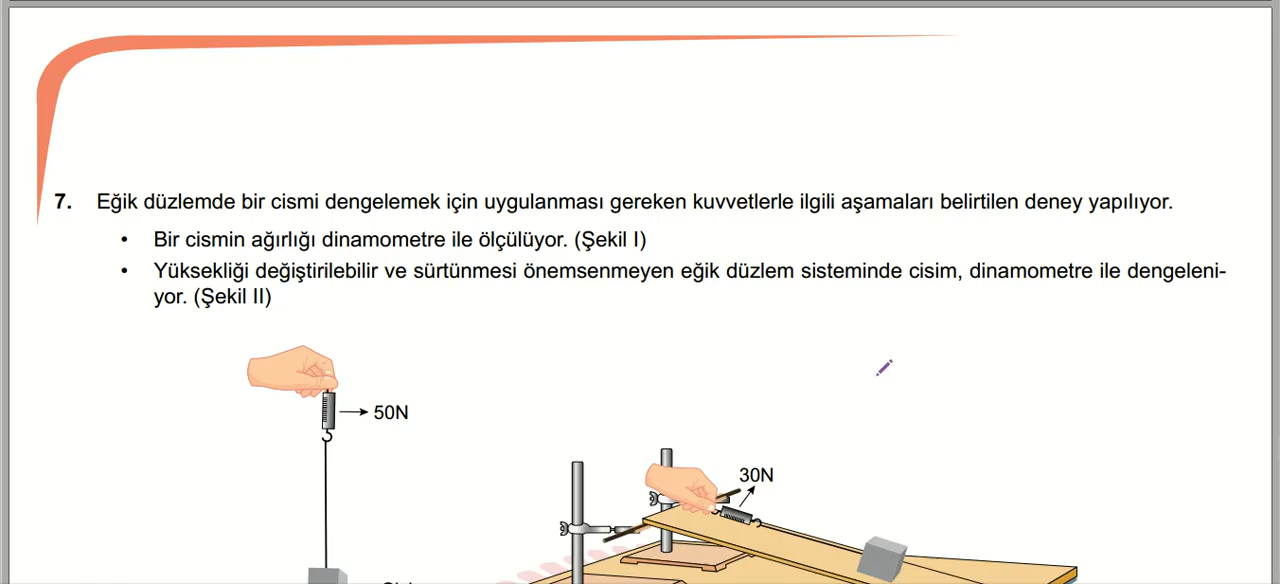 7. Eğik düzlemde bir cismi dengelemek için uygulanması gereken kuvvetlerle ilgili aşamaları belirtilen deney yapılıyor.
• Bir cismin ağırlığı dinamometre ile ölçülüyor. (Şekil I)
• Yüksekliği değiştirilebilir ve sürtünmesi önemsenmeyen eğik düzlem sisteminde cisim, dinamometre ile dengeleni-
yor. (Şekil II)
50N
30N